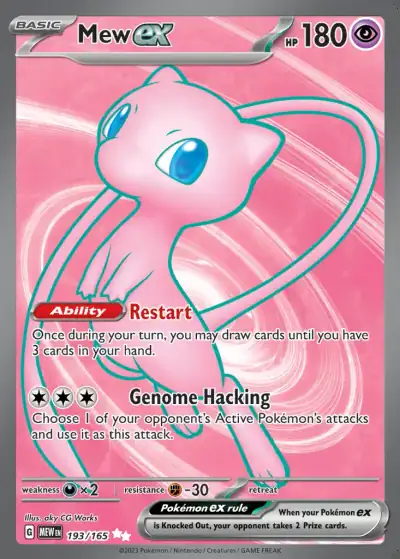 BASIC
Mew ex HP 180
Ability Restart
Once during your turn, you may draw cards until you have
3 cards in your hand.
Genome Hacking
Choose 1 of your opponent's Active Pokémon's attacks
and use it as this attack.
weakness ×2 resistance -30 retreat
Pokémon ex rule
When your Pokémon ex
is Knocked Out, your opponent takes 2 Prize cards.
Illus. aky CG Works
G MEW EN 193/165
©2023 Pokémon / Nintendo / Creatures / GAME FREAK